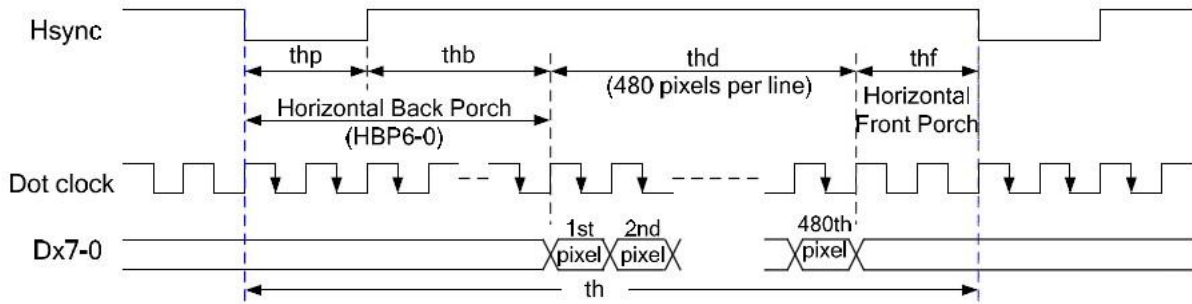 Hsync
thp
thb
thd
(480 pixels per line)
thf
Horizontal Back Porch
(HBP6-0)
Horizontal
Front Porch
Dot clock
Dx7-0
1st
pixel
2nd
pixel
480th
pixel
th